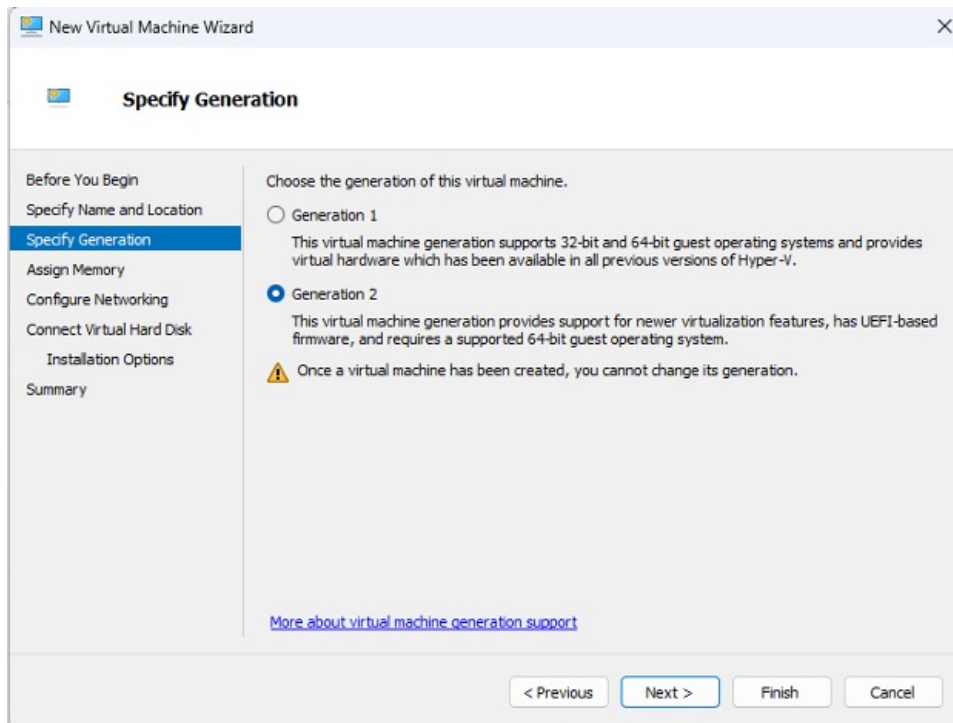 New Virtual Machine Wizard
Specify Generation
Before You Begin
Specify Name and Location
Specify Generation
Assign Memory
Configure Networking
Connect Virtual Hard Disk
Installation Options
Summary
Choose the generation of this virtual machine.
Generation 1
This virtual machine generation supports 32-bit and 64-bit guest operating systems and provides
virtual hardware which has been available in all previous versions of Hyper-V.
Generation 2
This virtual machine generation provides support for newer virtualization features, has UEFI-based
firmware, and requires a supported 64-bit guest operating system.
Once a virtual machine has been created, you cannot change its generation.
More about virtual machine generation support
< Previous
Next >
Finish
Cancel